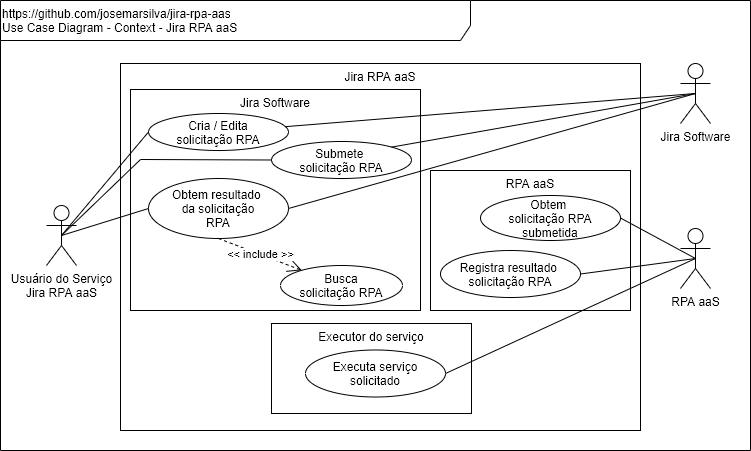 https://github.com/josemarsilva/jira-rpa-aas
Use Case Diagram - Context - Jira RPA aaS
Jira RPA aaS
Jira Software
Cria / Edita
solicitação RPA
Submete
solicitação RPA
Obtem resultado
da solicitação
RPA
<< include >>
Busca
solicitação RPA
RPA aaS
Obtem
solicitação RPA
submetida
Registra resultado
solicitação RPA
Executor do serviço
Executa serviço
solicitado
Usuário do Serviço
Jira RPA aaS
Jira Software
RPA aaS